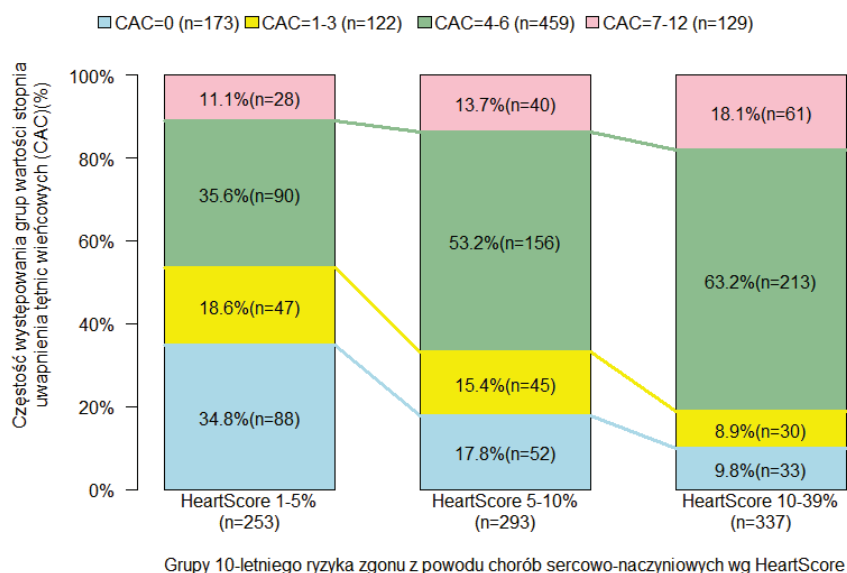 CAC=0 (n=173) CAC=1-3 (n=122) CAC=4-6 (n=459) CAC=7-12 (n=129)
Częstość występowania grup wartości stopnia
uwapnienia tętnic wieńcowych (CAC)(%)
100%
80%
60%
40%
20%
0%
11.1%(n=28)
35.6%(n=90)
18.6%(n=47)
34.8%(n=88)
13.7%(n=40)
53.2%(n=156)
15.4%(n=45)
17.8%(n=52)
18.1%(n=61)
63.2%(n=213)
8.9%(n=30)
9.8%(n=33)
HeartScore 1-5%
(n=253)
HeartScore 5-10%
(n=293)
HeartScore 10-39%
(n=337)
Grupy 10-letniego ryzyka zgonu z powodu chorób sercowo-naczyniowych wg HeartScore